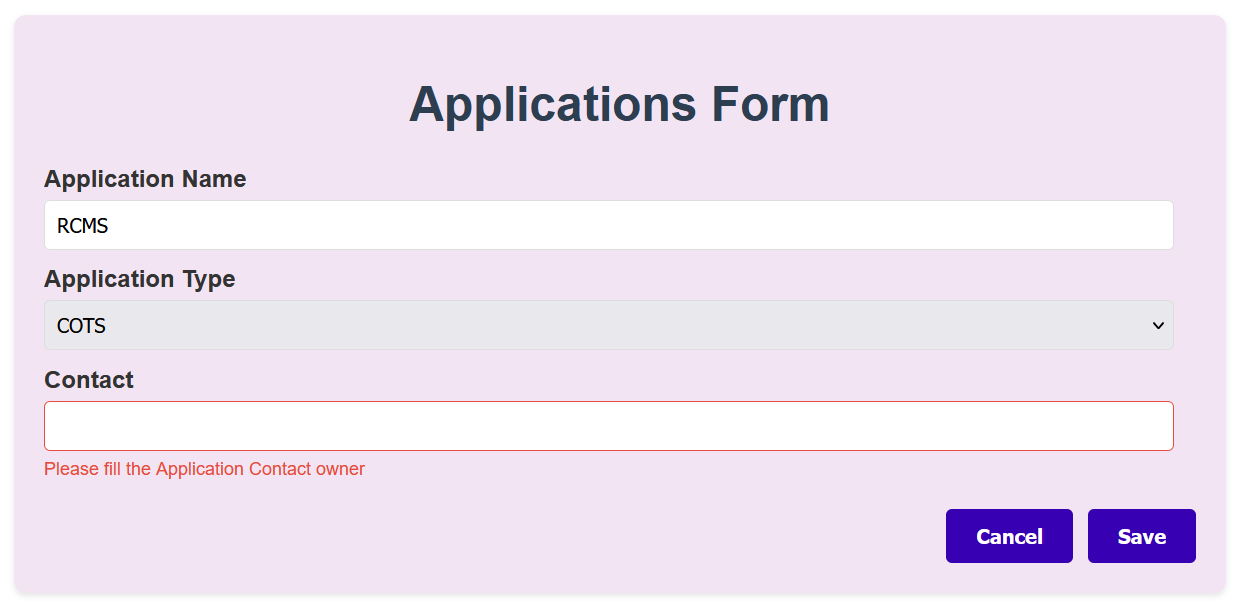 Applications Form
Application Name
RCMS
Application Type
COTS
Contact
Please fill the Application Contact owner
Cancel Save